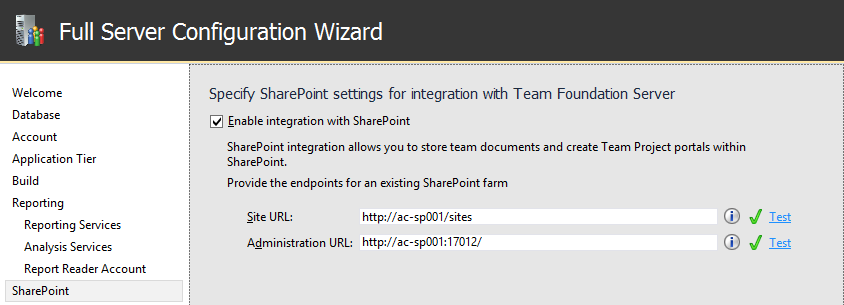 Full Server Configuration Wizard
Welcome
Database
Account
Application Tier
Build
Reporting
Reporting Services
Analysis Services
Report Reader Account
SharePoint
Specify SharePoint settings for integration with Team Foundation Server
Enable integration with SharePoint
SharePoint integration allows you to store team documents and create Team Project portals within
SharePoint.
Provide the endpoints for an existing SharePoint farm
Site URL: http://ac-sp001/sites Test
Administration URL: http://ac-sp001:17012/ Test